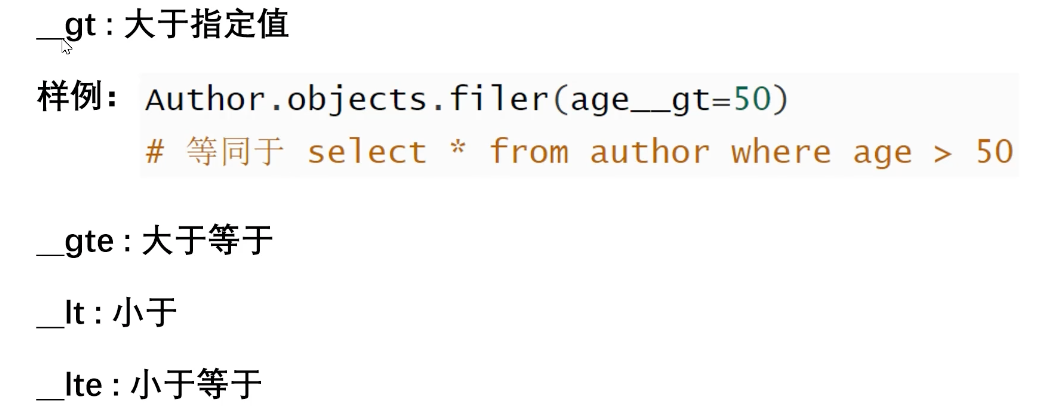 __gt : 大于指定值
样例： Author.objects.filer(age__gt=50)
# 等同于 select * from author where age > 50
__gte : 大于等于
__lt : 小于
__lte : 小于等于